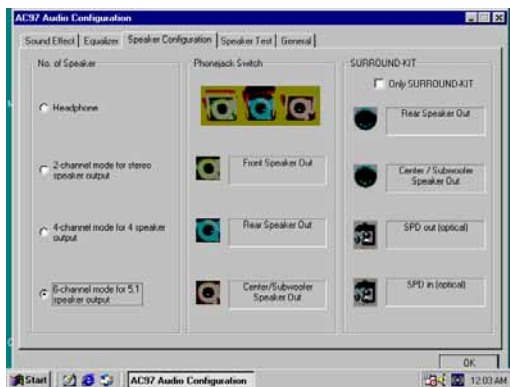 AC97 Audio Configuration
Sound Effect
Equalizer
Speaker Configuration
Speaker Test
General
No. of Speaker
Headphone
2-channel mode for stereo
speaker output
4-channel mode for 4 speaker
output
6-channel mode for 5.1
speaker output
Phonejack Switch
Front Speaker Out
Rear Speaker Out
Center/Subwoofer
Speaker Out
SURROUND-KIT
Only SURROUND-KIT
Rear Speaker Out
Center / Subwoofer
Speaker Out
SPD out (optical)
SPD in (optical)
OK
Start
AC97 Audio Configuration
12:03 AM